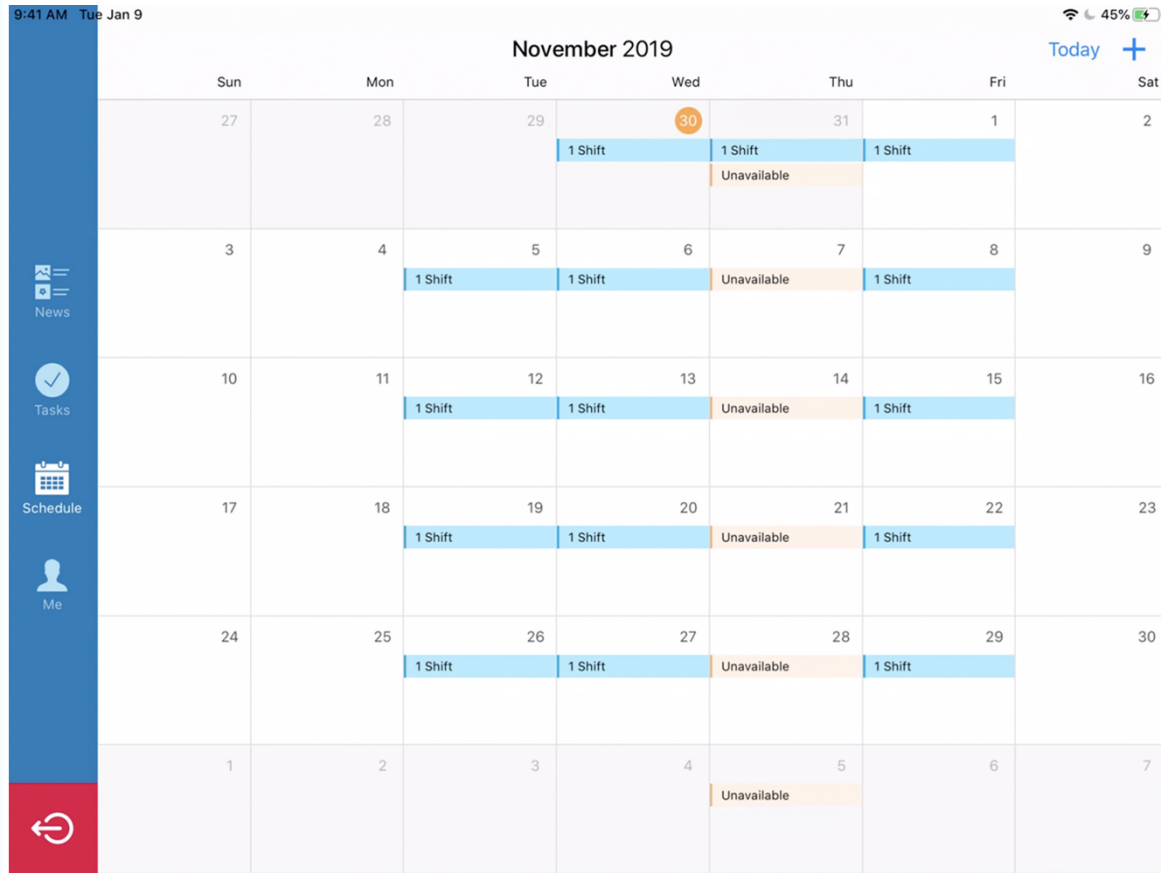 9:41 AM Tue Jan 9
45%
November 2019
Today +
Sun Mon Tue Wed Thu Fri Sat
27 28 29 30 31 1 2
1 Shift 1 Shift 1 Shift
Unavailable
3 4 5 6 7 8 9
1 Shift 1 Shift Unavailable 1 Shift
News
10 11 12 13 14 15 16
Tasks
1 Shift 1 Shift Unavailable 1 Shift
Schedule
17 18 19 20 21 22 23
1 Shift 1 Shift Unavailable 1 Shift
Me
24 25 26 27 28 29 30
1 Shift 1 Shift Unavailable 1 Shift
1 2 3 4 5 6 7
Unavailable